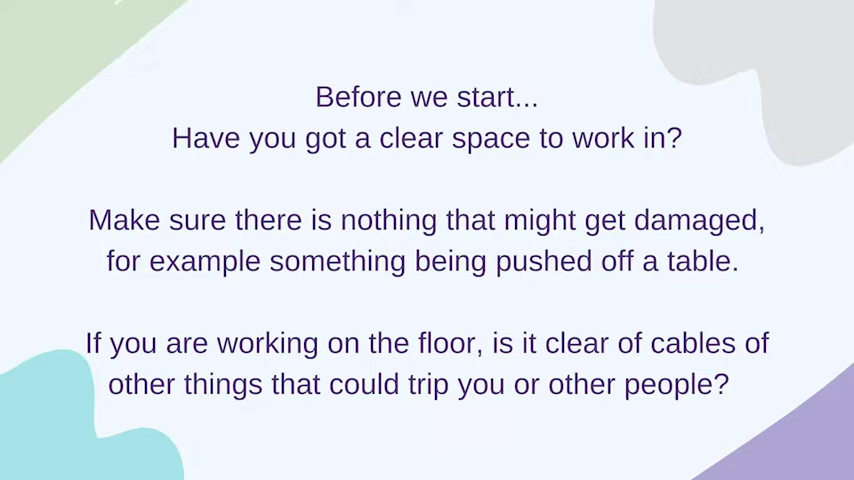 Before we start...
Have you got a clear space to work in?
Make sure there is nothing that might get damaged,
for example something being pushed off a table.
If you are working on the floor, is it clear of cables of
other things that could trip you or other people?